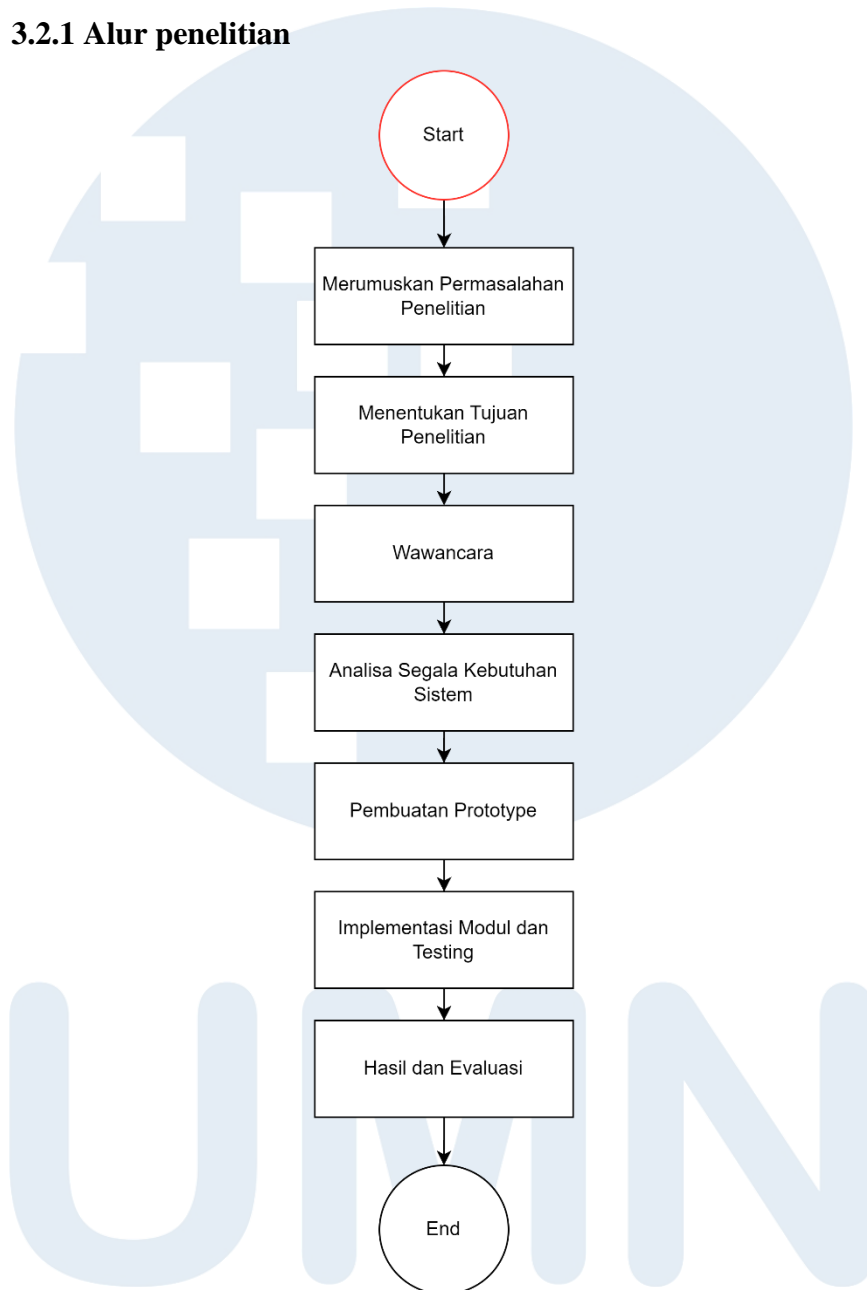 3.2.1 Alur penelitian
Start
Merumuskan Permasalahan
Penelitian
Menentukan Tujuan
Penelitian
Wawancara
Analisa Segala Kebutuhan
Sistem
Pembuatan Prototype
Implementasi Modul dan
Testing
Hasil dan Evaluasi
End
UMN